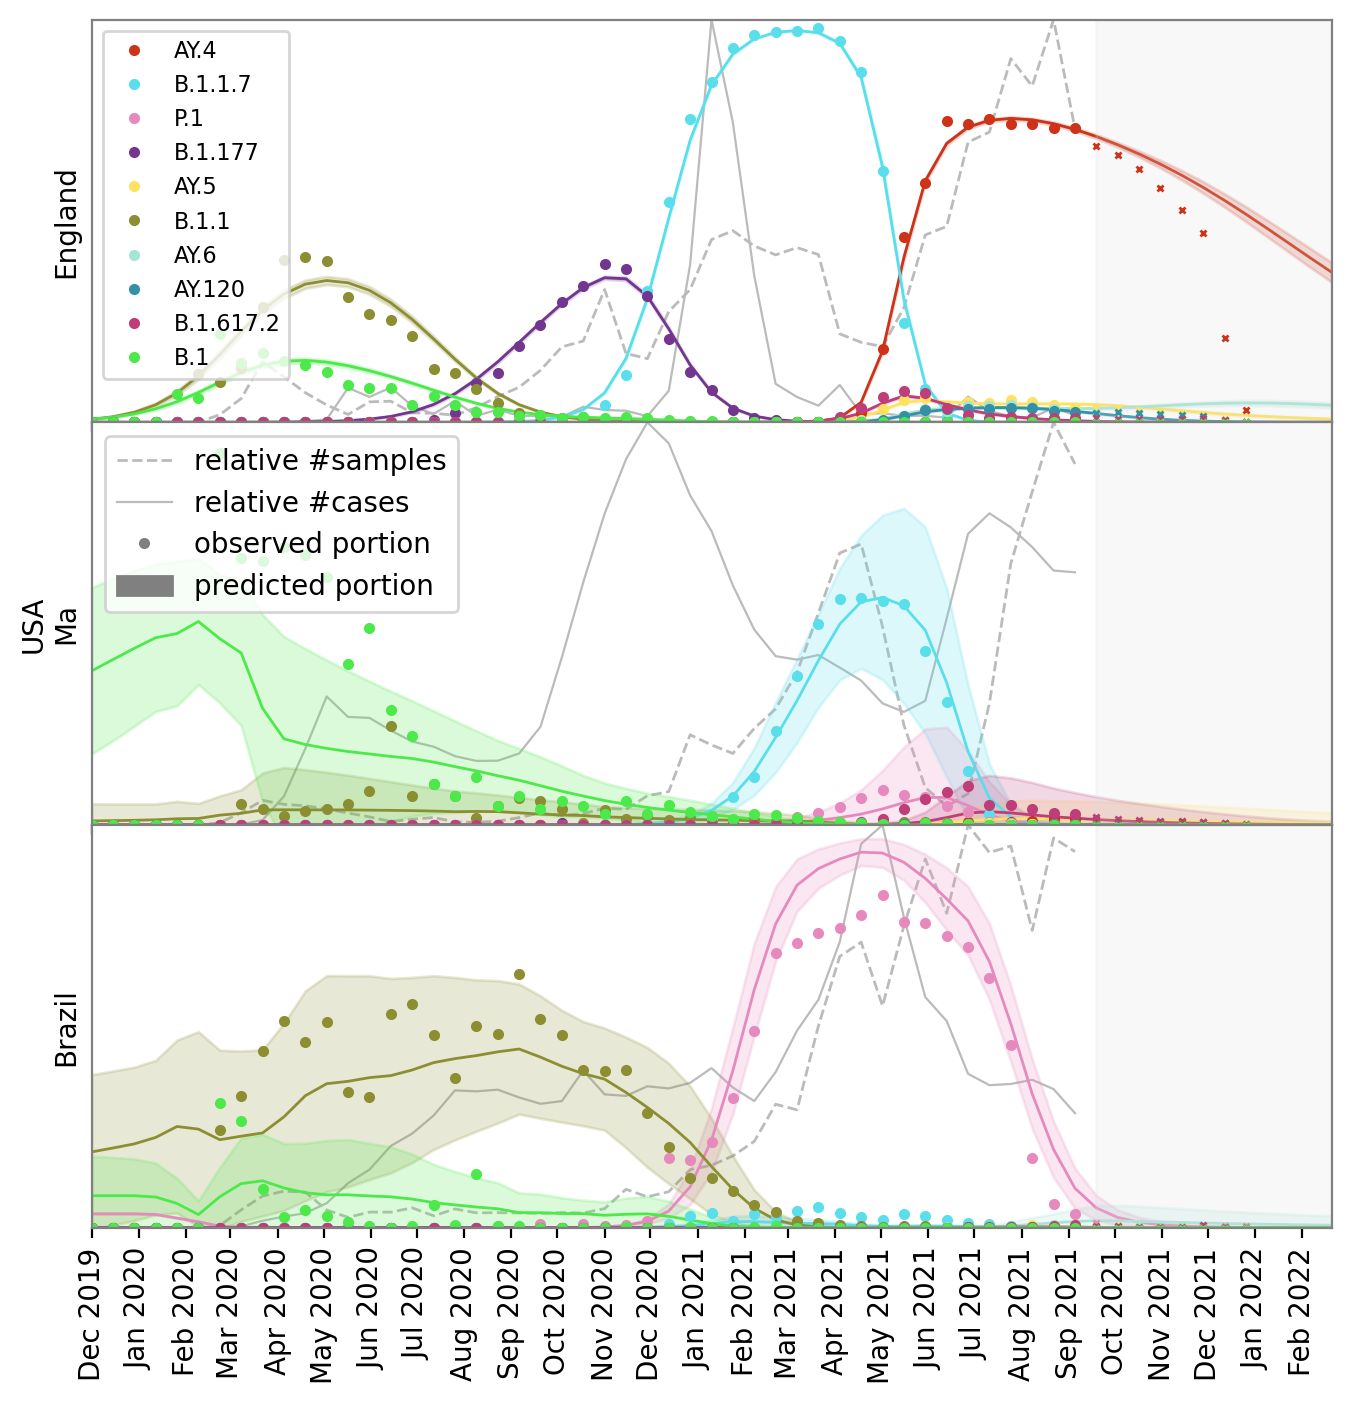 England
AY.4
B.1.1.7
P.1
B.1.177
AY.5
B.1.1
AY.6
AY.120
B.1.617.2
B.1
USA
Ma
relative #samples
relative #cases
observed portion
predicted portion
Brazil
Dec 2019
Jan 2020
Feb 2020
Mar 2020
Apr 2020
May 2020
Jun 2020
Jul 2020
Aug 2020
Sep 2020
Oct 2020
Nov 2020
Dec 2020
Jan 2021
Feb 2021
Mar 2021
Apr 2021
May 2021
Jun 2021
Jul 2021
Aug 2021
Sep 2021
Oct 2021
Nov 2021
Dec 2021
Jan 2022
Feb 2022